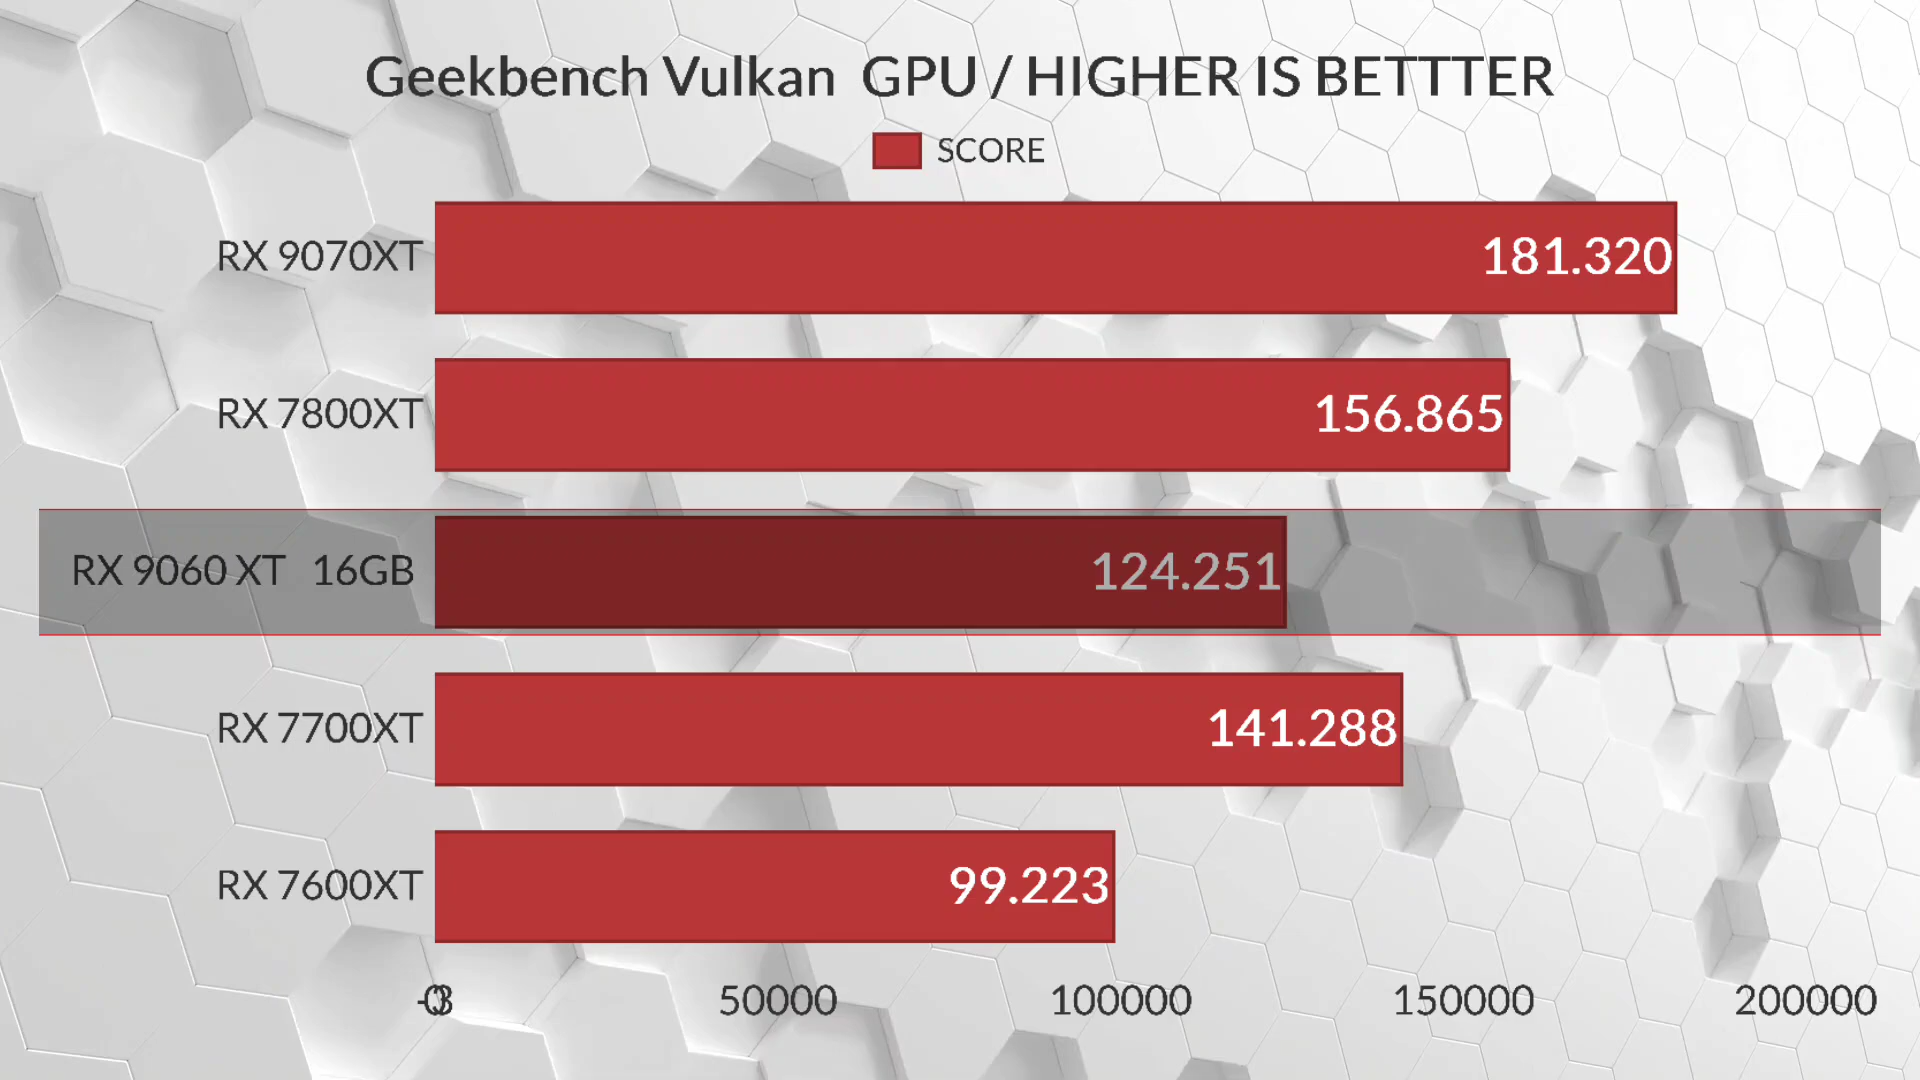 Geekbench Vulkan GPU / HIGHER IS BETTTER
SCORE
RX 9070XT 181.320
RX 7800XT 156.865
RX 9060 XT 16GB 124.251
RX 7700XT 141.288
RX 7600XT 99.223
50000 100000 150000 200000